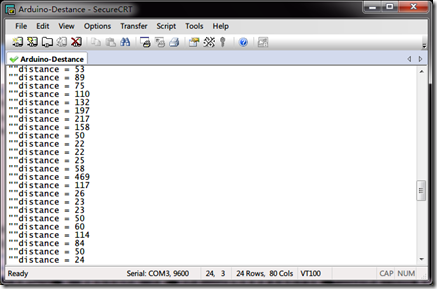 Arduino-Destance - SecureCRT
File Edit View Options Transfer Script Tools Help
Arduino-Destance
""distance = 53
""distance = 89
""distance = 75
""distance = 110
""distance = 132
""distance = 197
""distance = 217
""distance = 158
""distance = 50
""distance = 22
""distance = 22
""distance = 25
""distance = 58
""distance = 469
""distance = 117
""distance = 26
""distance = 23
""distance = 23
""distance = 50
""distance = 60
""distance = 114
""distance = 84
""distance = 50
""distance = 24
Ready Serial: COM3, 9600 24, 3 24 Rows, 80 Cols VT100 CAP NUM